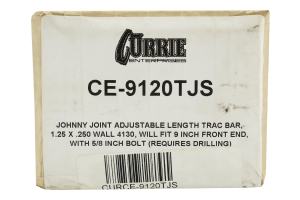 CURRIE
ENTERPRISES
CE-9120TJS
JOHNNY JOINT ADJUSTABLE LENGTH TRAC BAR,
1.25 X .250 WALL 4130, WILL FIT 9 INCH FRONT END,
WITH 5/8 INCH BOLT (REQUIRES DRILLING)
CURCE-9120TJS